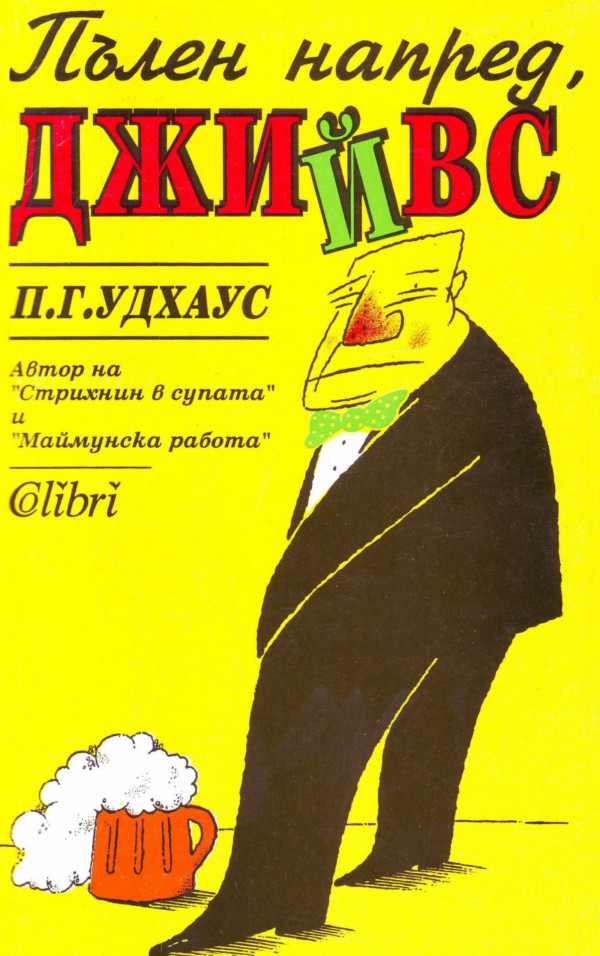 Пълен напред,
ДЖИЙВС
П.Г.УДХАУС
Автор на
"Стрихнин в супата"
и
"Маймунска работа"
Colibri